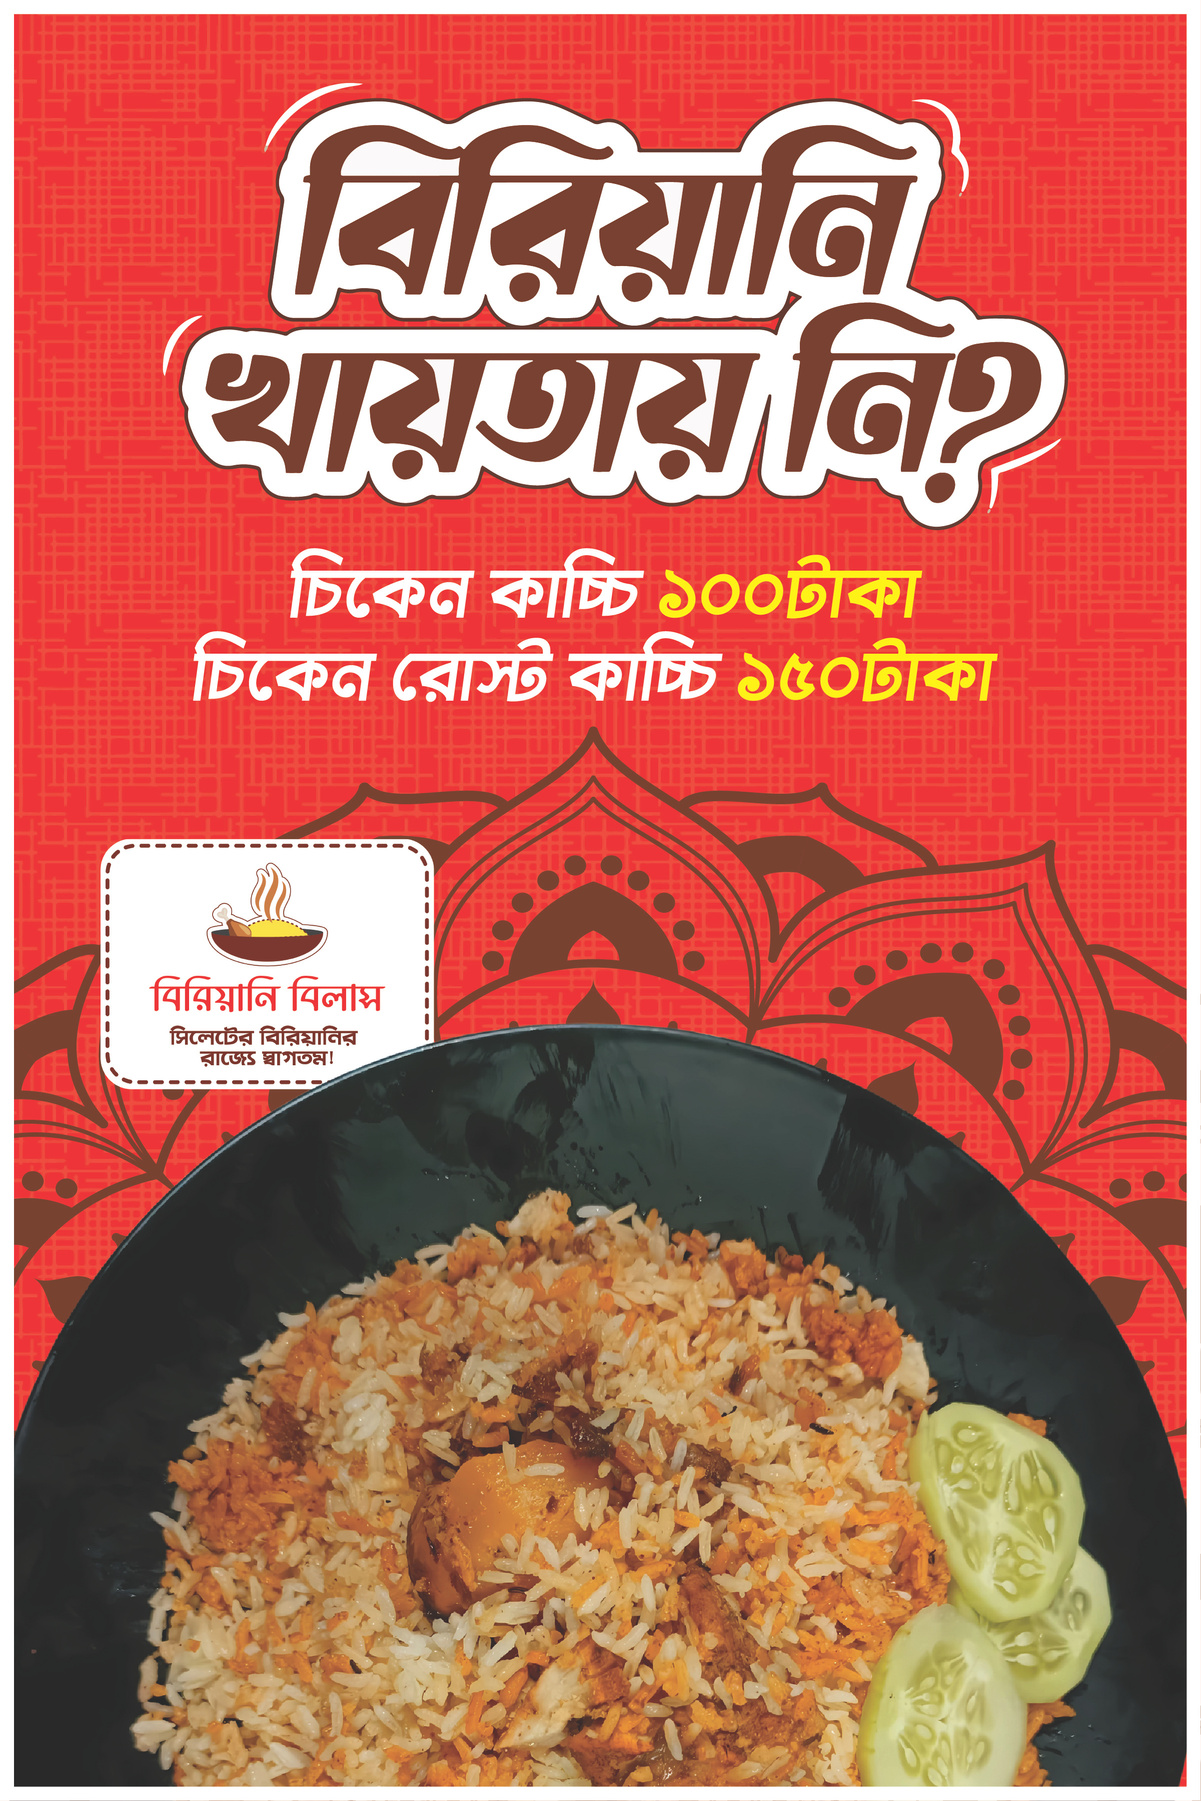 বিরিয়ানি
খায়তায় নি?
চিকেন কাচ্চি ১০০টাকা
চিকেন রোস্ট কাচ্চি ১৫০টাকা
বিরিয়ানি বিলাস
সিলেটের বিরিয়ানির
রাজ্যে স্বাগতম!